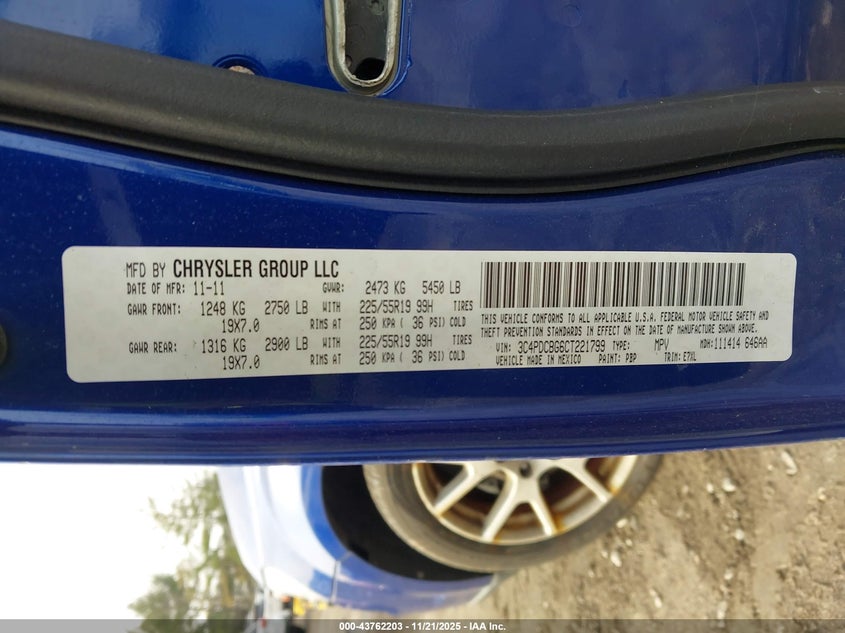 MFD BY CHRYSLER GROUP LLC
DATE OF MFR: 11-11 GVWR: 2473 KG 5450 LB
GAWR FRONT: 1248 KG 2750 LB WITH 225/55R19 99H TIRES
19X7.0 RIMS AT 250 KPA ( 36 PSI) COLD
GAWR REAR: 1316 KG 2900 LB WITH 225/55R19 99H TIRES
19X7.0 RIMS AT 250 KPA ( 36 PSI) COLD
THIS VEHICLE CONFORMS TO ALL APPLICABLE U.S.A. FEDERAL MOTOR VEHICLE SAFETY AND
THEFT PREVENTION STANDARDS IN EFFECT ON THE DATE OF MANUFACTURE SHOWN ABOVE.
VIN: 3C4PDCBG6CT221799 TYPE: MPV MDH: 111414 646AA
VEHICLE MADE IN MEXICO PAINT: PBP TRIM: E7XL
000-43762203 - 11/21/2025 - IAA Inc.